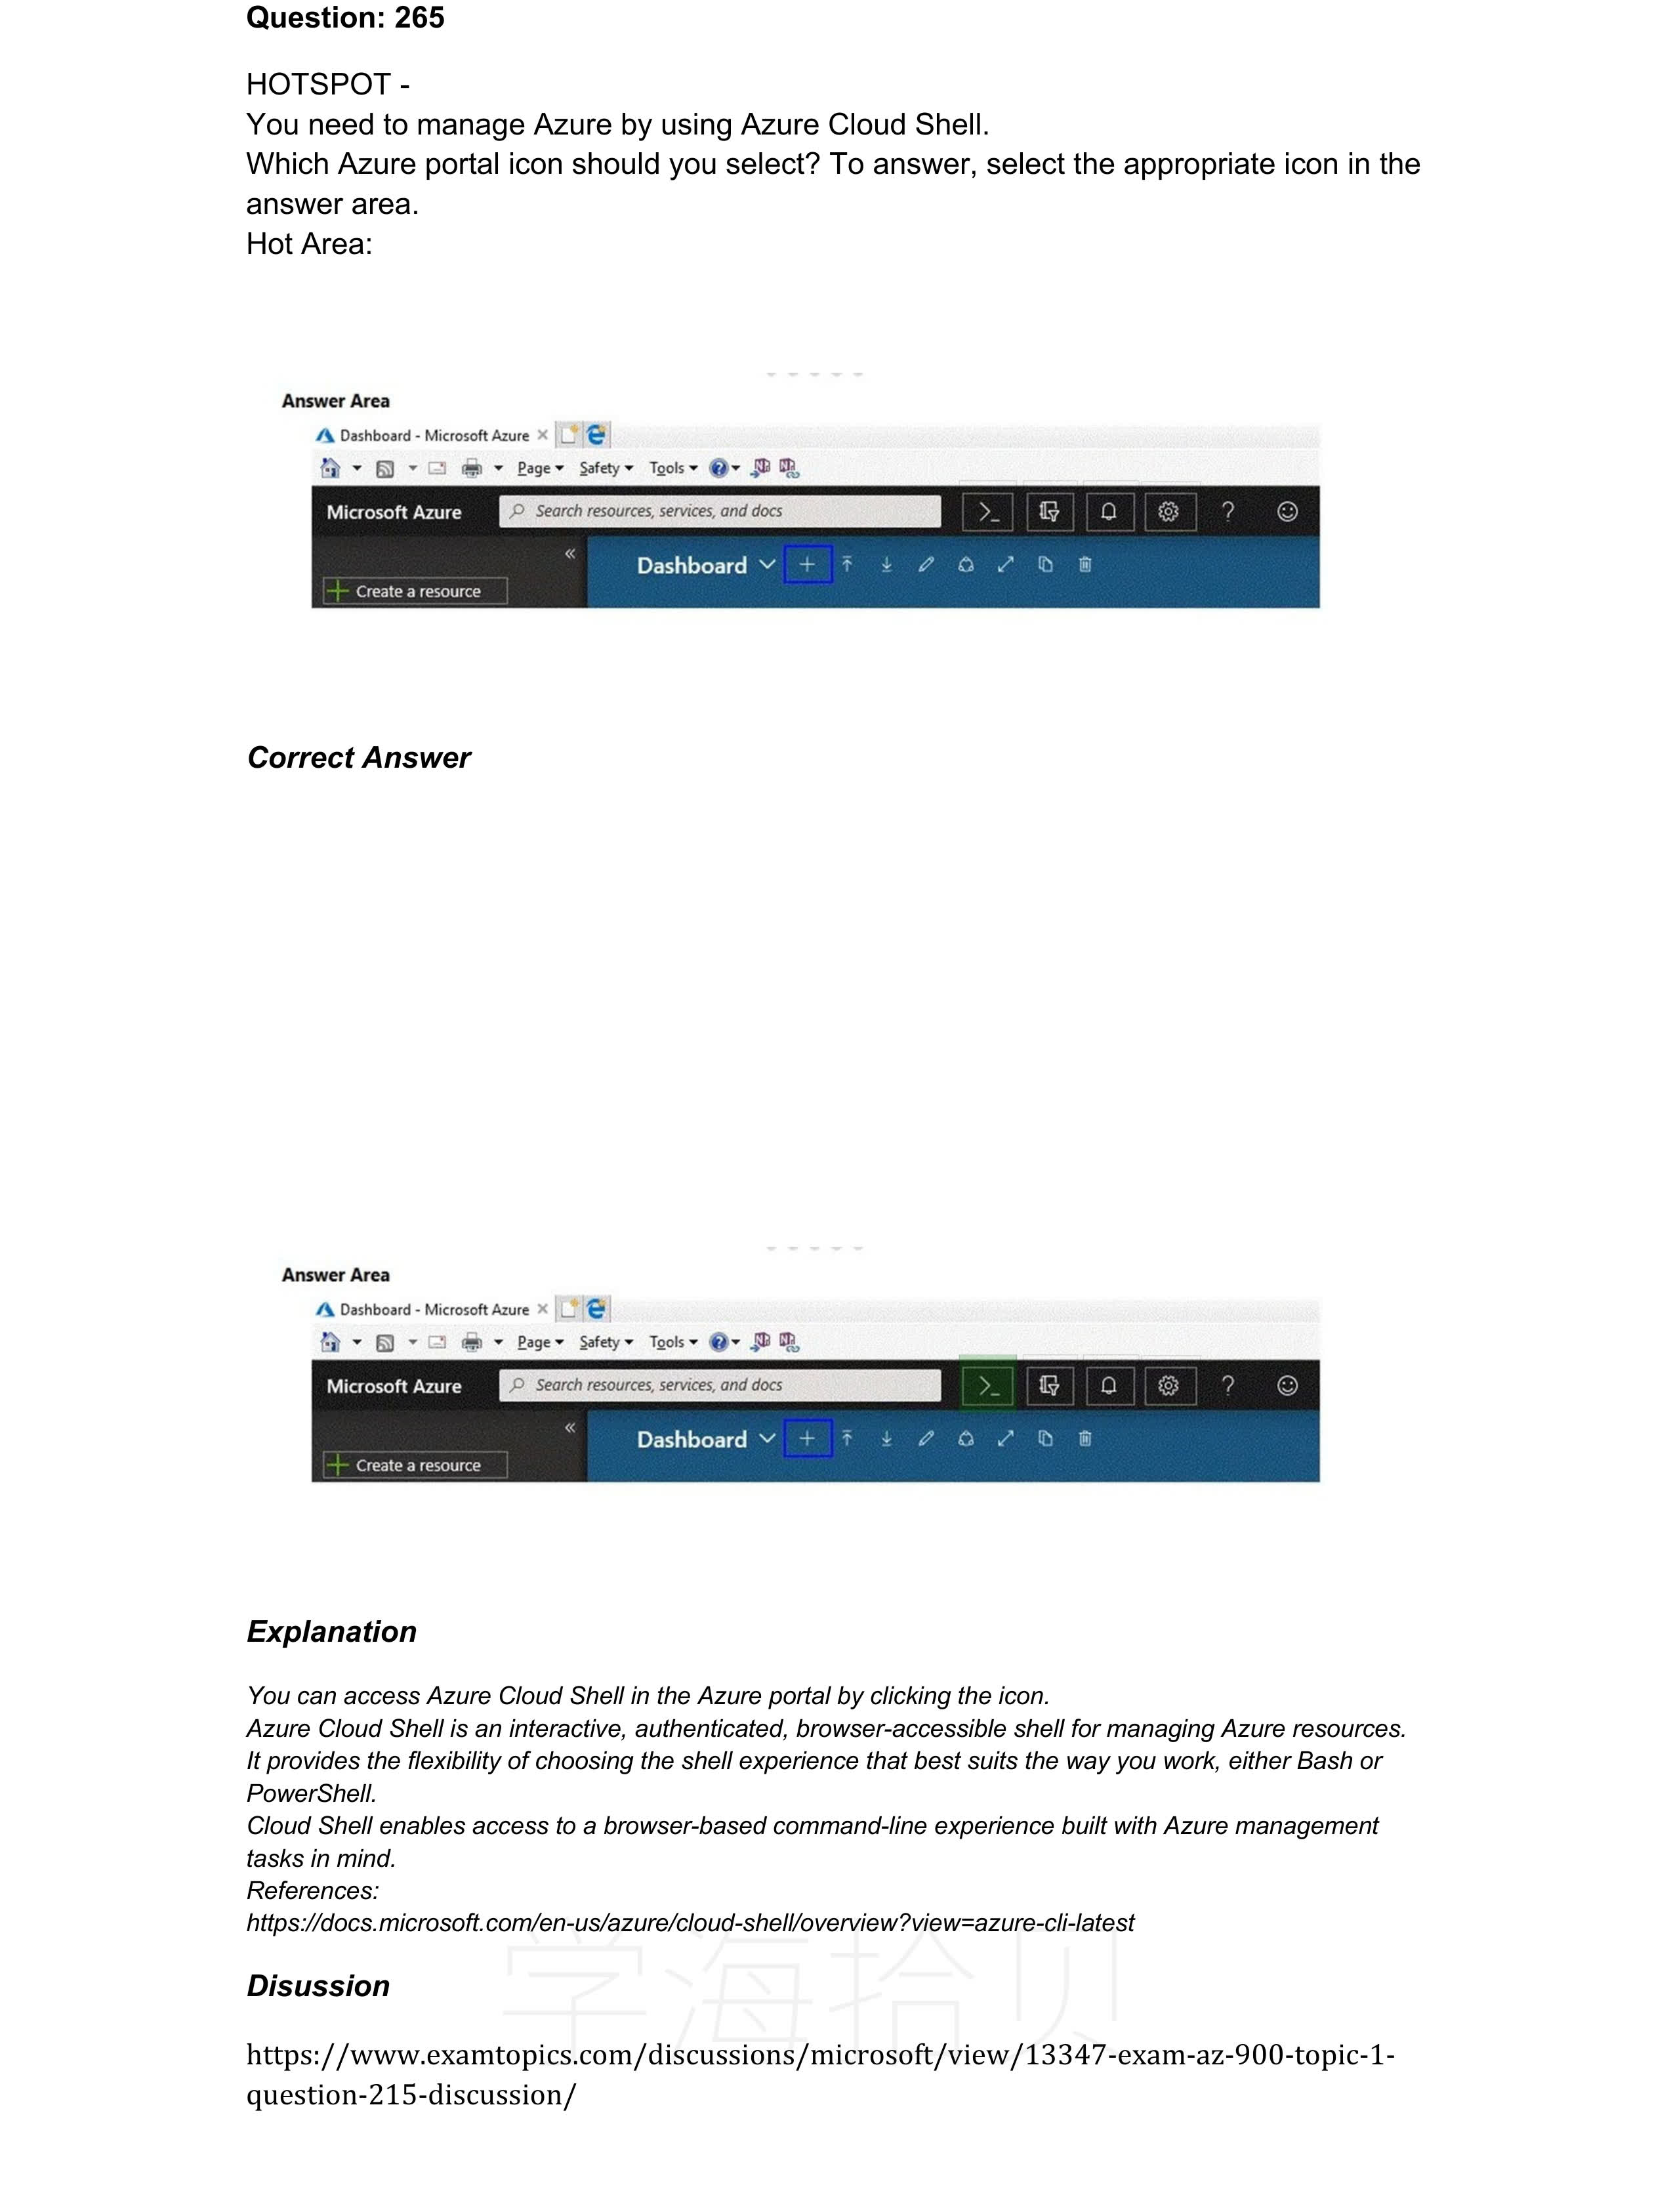 Question: 265
HOTSPOT -
You need to manage Azure by using Azure Cloud Shell.
Which Azure portal icon should you select? To answer, select the appropriate icon in the
answer area.
Hot Area:
Answer Area
Dashboard - Microsoft Azure
Page Safety Tools
Microsoft Azure Search resources, services, and docs
Dashboard
Create a resource
Correct Answer
Answer Area
Dashboard - Microsoft Azure
Page Safety Tools
Microsoft Azure Search resources, services, and docs
Dashboard
Create a resource
Explanation
You can access Azure Cloud Shell in the Azure portal by clicking the icon.
Azure Cloud Shell is an interactive, authenticated, browser-accessible shell for managing Azure resources.
It provides the flexibility of choosing the shell experience that best suits the way you work, either Bash or
PowerShell.
Cloud Shell enables access to a browser-based command-line experience built with Azure management
tasks in mind.
References:
https://docs.microsoft.com/en-us/azure/cloud-shell/overview?view=azure-cli-latest
学海拾贝
Disussion
https://www.examtopics.com/discussions/microsoft/view/13347-exam-az-900-topic-1-
question-215-discussion/